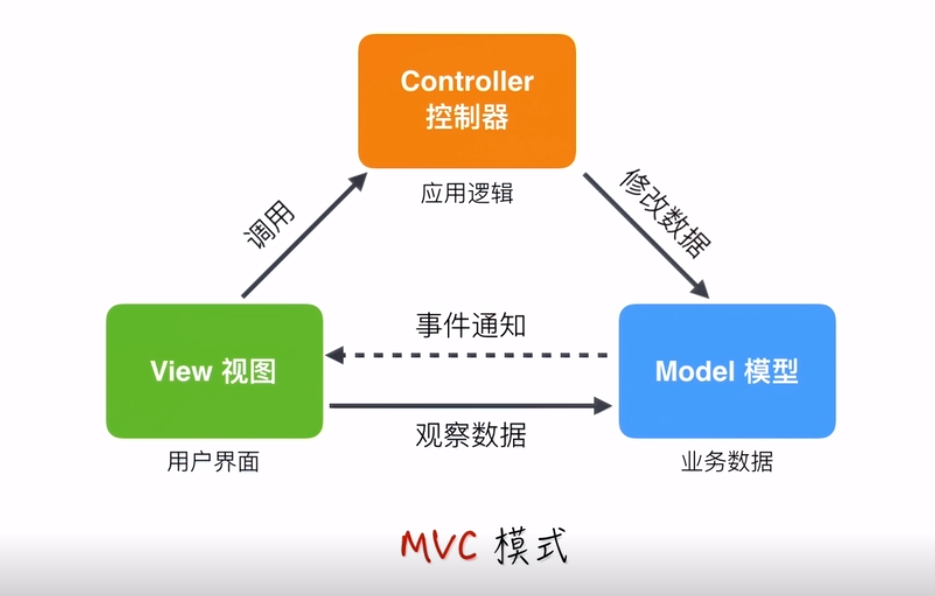 Controller
控制器
应用逻辑
调用
修改数据
事件通知
View 视图
Model 模型
观察数据
用户界面
业务数据
MVC 模式